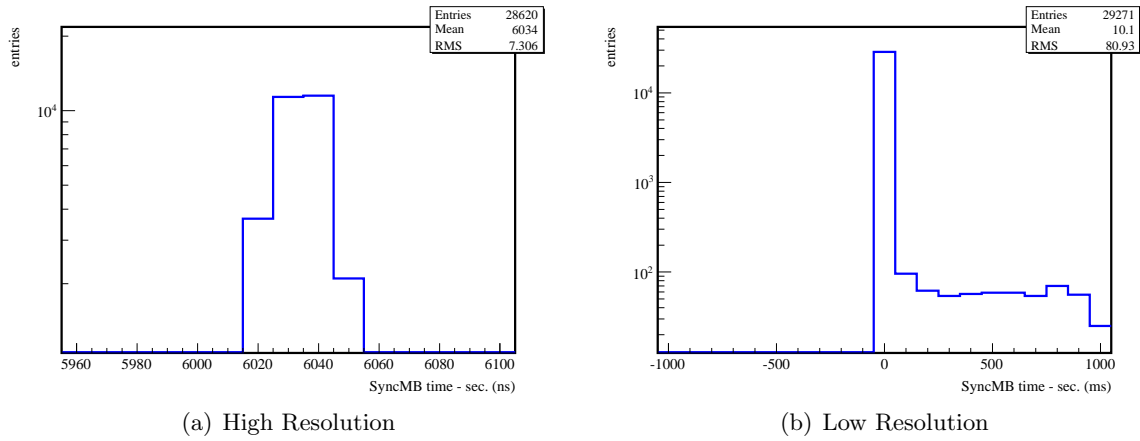 Entries 28620
Mean 6034
RMS 7.306
entries
10^4
5960 5980 6000 6020 6040 6060 6080 6100
SyncMB time - sec. (ns)
(a) High Resolution
Entries 29271
Mean 10.1
RMS 80.93
entries
10^4
10^3
10^2
-1000 -500 0 500 1000
SyncMB time - sec. (ms)
(b) Low Resolution